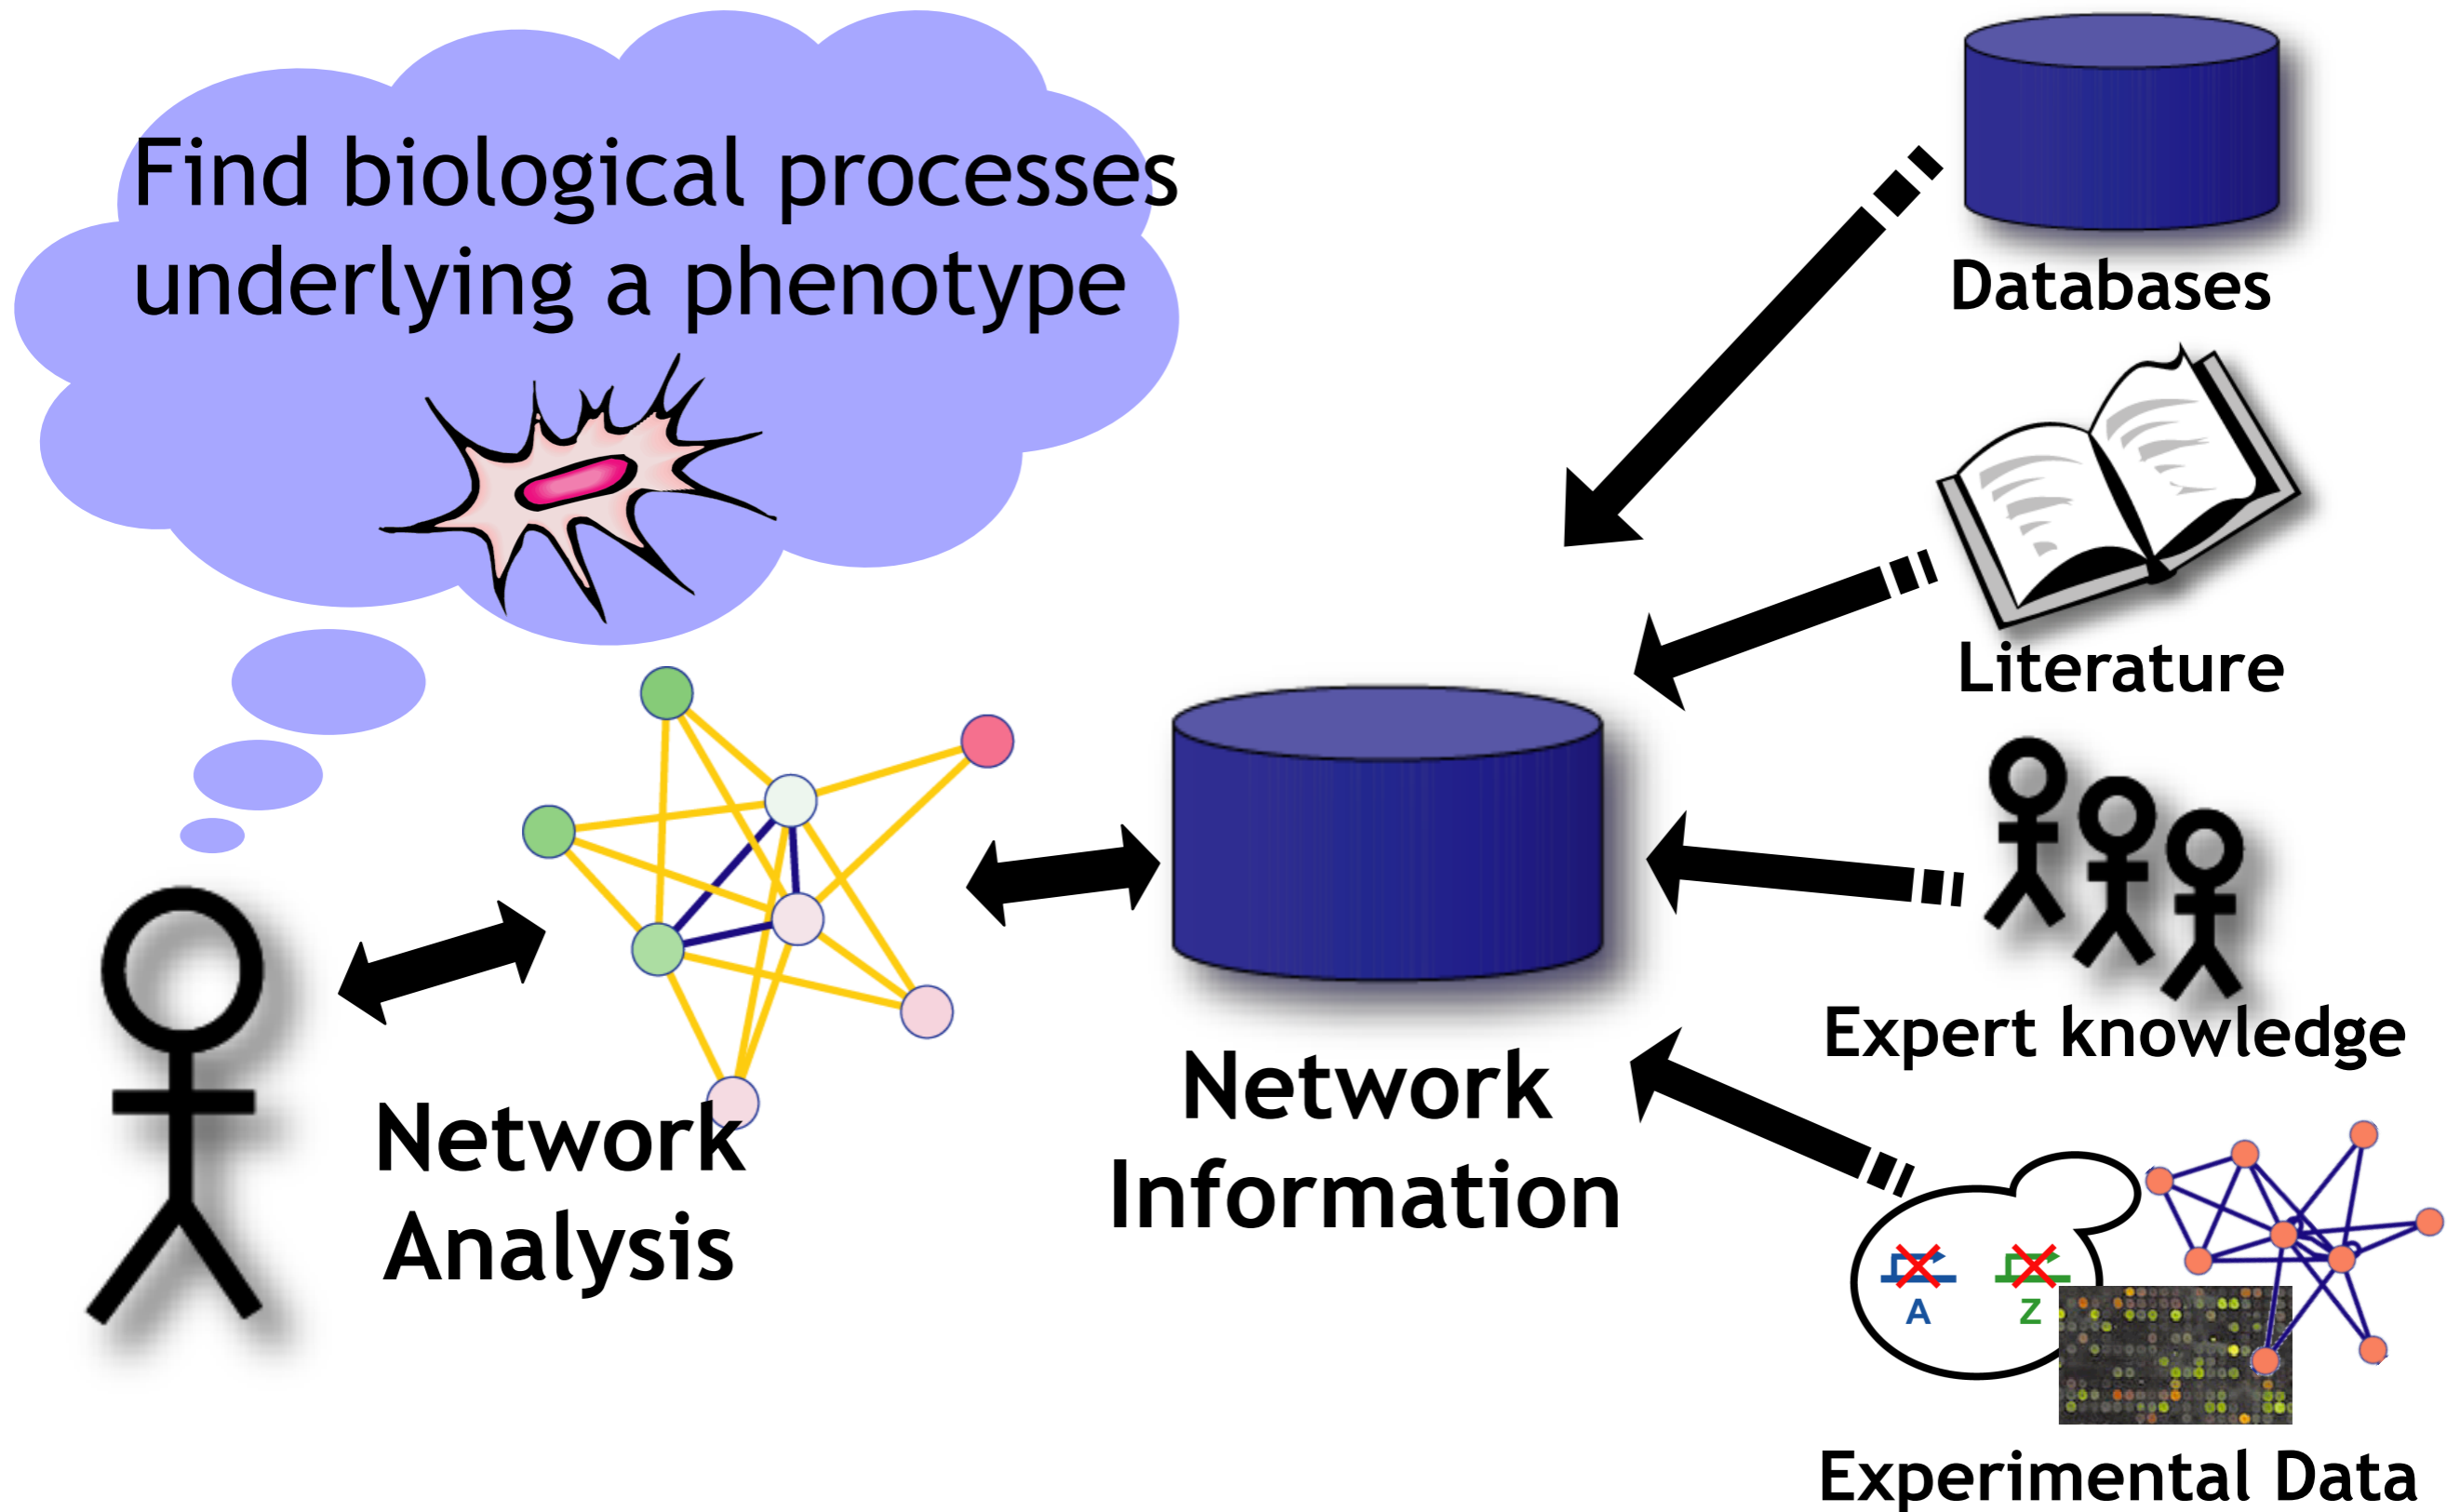 Find biological processes
underlying a phenotype
Databases
Literature
Expert knowledge
Network
Information
Network
Analysis
A
Z
Experimental Data